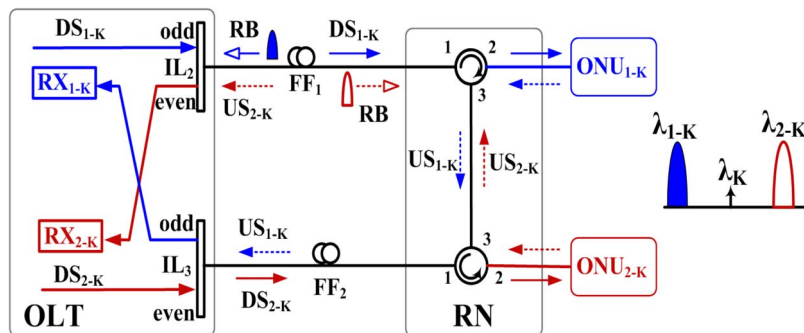 DS1-K
odd
RB
DS1-K
1
2
ONU1-K
IL2
FF1
RX1-K
3
even
US2-K
RB
λ1-K
λ2-K
US1-K
US2-K
λK
odd
US1-K
RX2-K
3
IL3
ONU2-K
DS2-K
1
2
DS2-K
FF2
even
OLT
RN